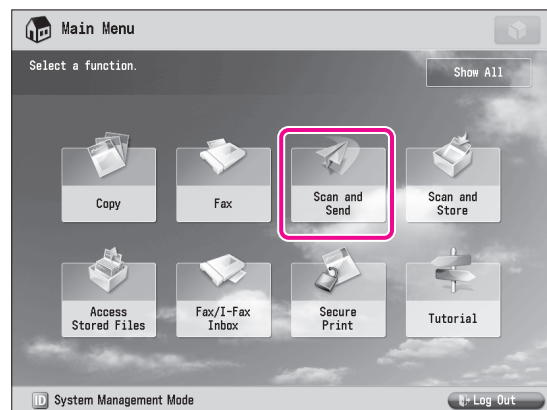 Main Menu
Select a function.
Show All
Copy
Fax
Scan and
Send
Scan and
Store
Access
Stored Files
Fax/I-Fax
Inbox
Secure
Print
Tutorial
ID System Management Mode
Log Out